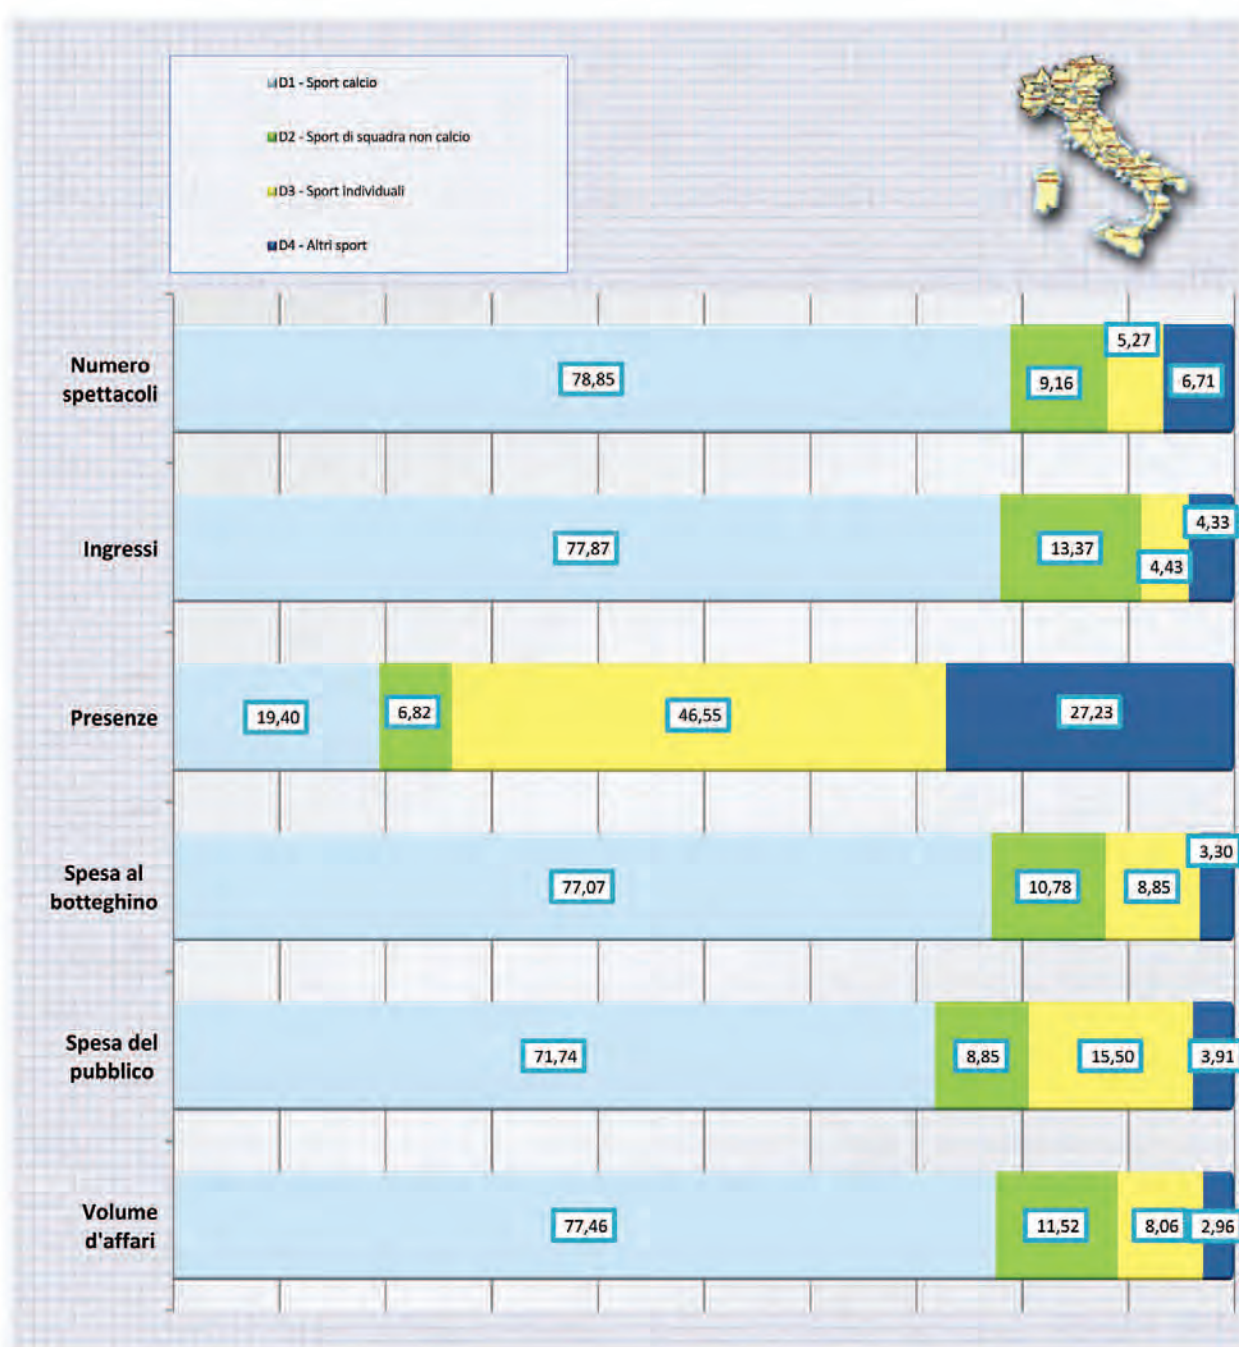 D1 - Sport calcio
D2 - Sport di squadra non calcio
D3 - Sport individuali
D4 - Altri sport
Numero
spettacoli
78,85
9,16
5,27
6,71
Ingressi
77,87
13,37
4,43
4,33
Presenze
19,40
6,82
46,55
27,23
Spesa al
botteghino
77,07
10,78
8,85
3,30
Spesa del
pubblico
71,74
8,85
15,50
3,91
Volume
d'affari
77,46
11,52
8,06
2,96